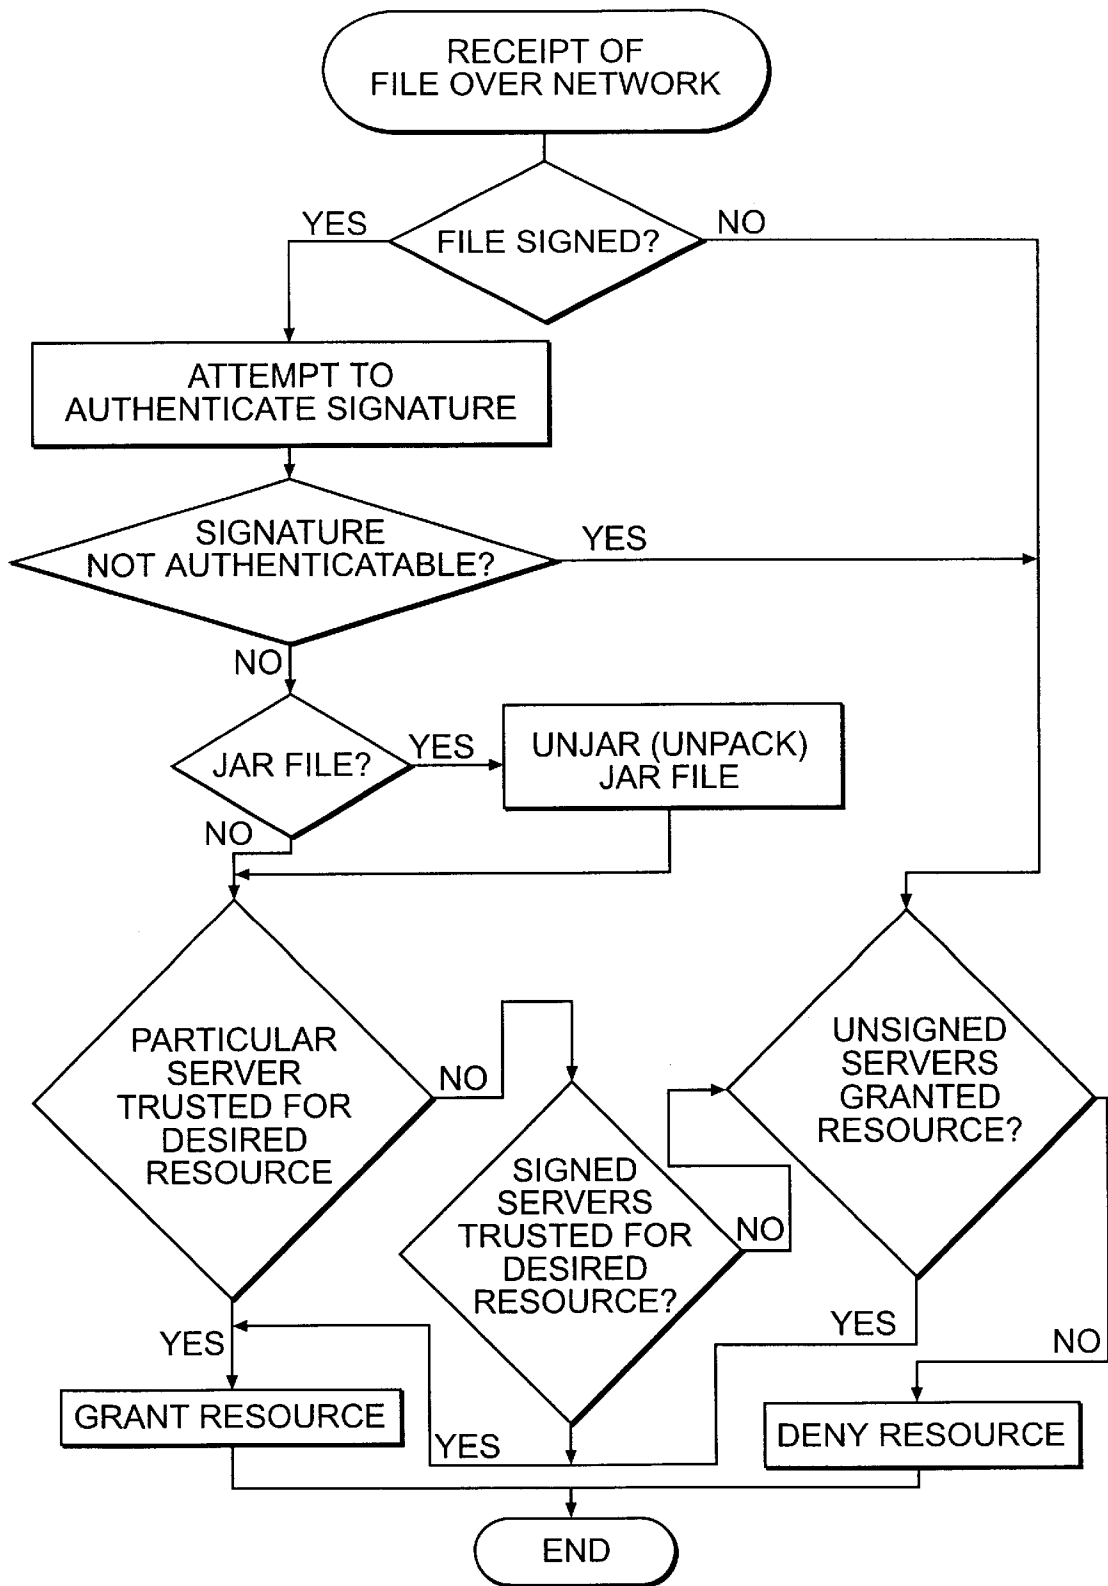 RECEIPT OF
FILE OVER NETWORK
YES
NO
FILE SIGNED?
ATTEMPT TO
AUTHENTICATE SIGNATURE
SIGNATURE
NOT AUTHENTICATABLE?
YES
NO
JAR FILE?
YES
UNJAR (UNPACK)
JAR FILE
NO
PARTICULAR
SERVER
TRUSTED FOR
DESIRED
RESOURCE
NO
UNSIGNED
SERVERS
GRANTED
RESOURCE?
SIGNED
SERVERS
TRUSTED FOR
DESIRED
RESOURCE?
NO
YES
YES
NO
GRANT RESOURCE
YES
DENY RESOURCE
END